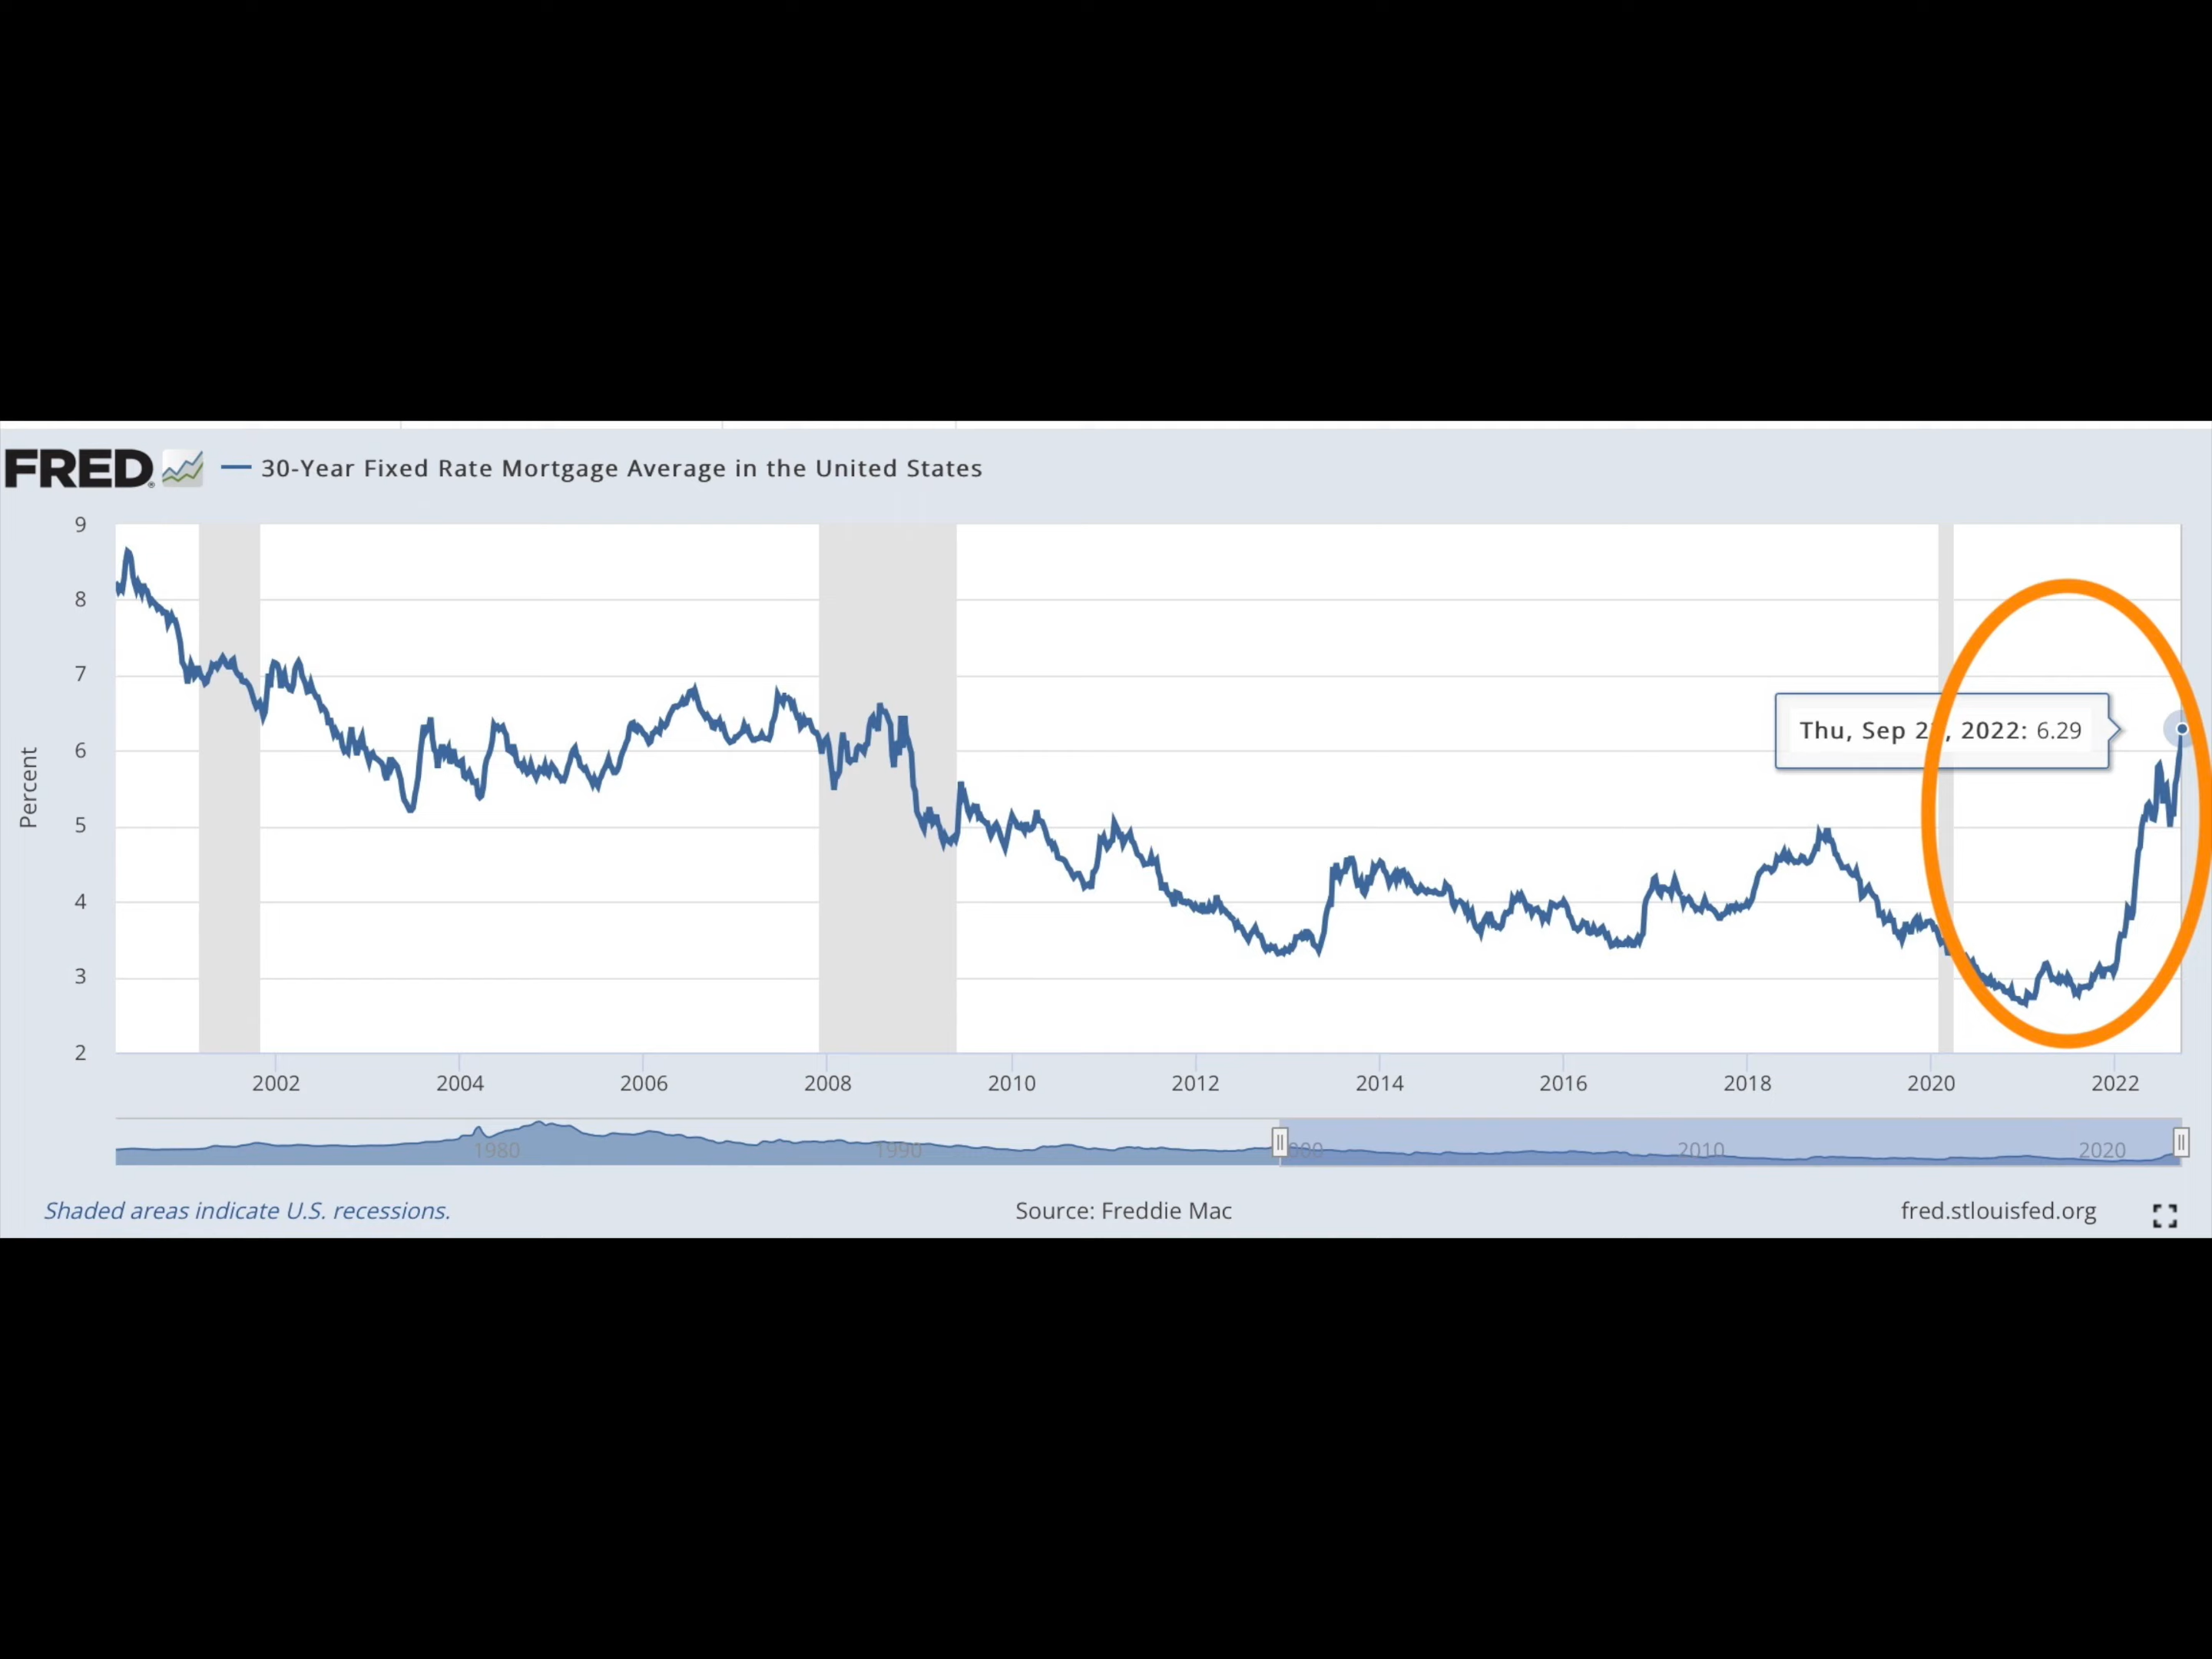 FRED
30-Year Fixed Rate Mortgage Average in the United States
9
8
7
6
5
4
3
2
Percent
Thu, Sep 2 , 2022: 6.29
2002 2004 2006 2008 2010 2012 2014 2016 2018 2020 2022
1980 1990 2010 2020
Shaded areas indicate U.S. recessions.
Source: Freddie Mac
fred.stlouisfed.org